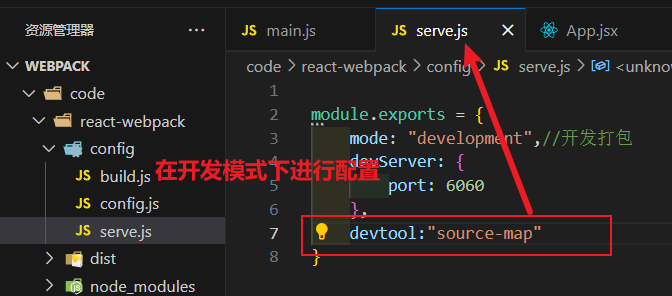 资源管理器 ...
JS main.js
JS serve.js ×
App.jsx
WEBPACK
code
react-webpack
config
JS build.js
JS config.js
JS serve.js
dist
node_modules
code > react-webpack > config > JS serve.js > <unknow
1
2 module.exports = {
3 mode: "development",//开发打包
4 devServer: {
5 port: 6060
6 },
7 devtool:"source-map"
8 }
在开发模式下进行配置